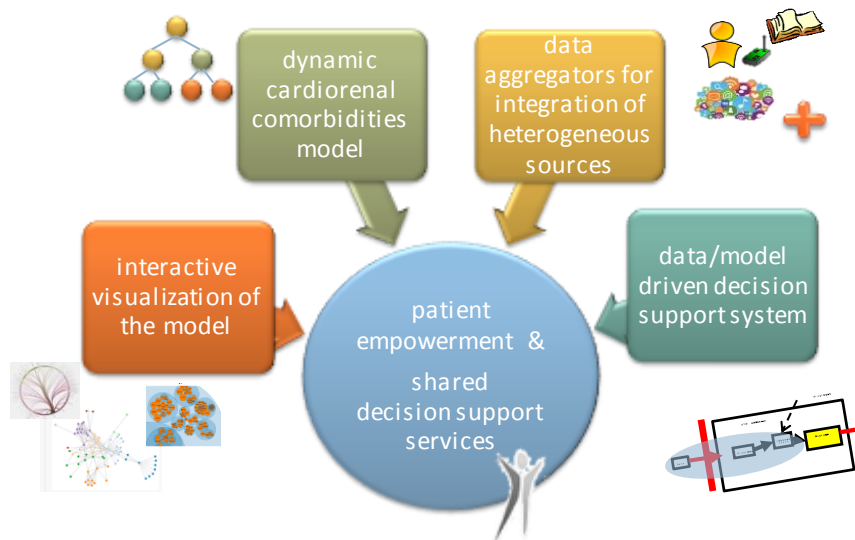 dynamic
cardiorenal
comorbidities
model
data
aggregators for
integration of
heterogeneous
sources
interactive
visualization of
the model
data/model
driven decision
support system
patient
empowerment &
shared
decision support
services